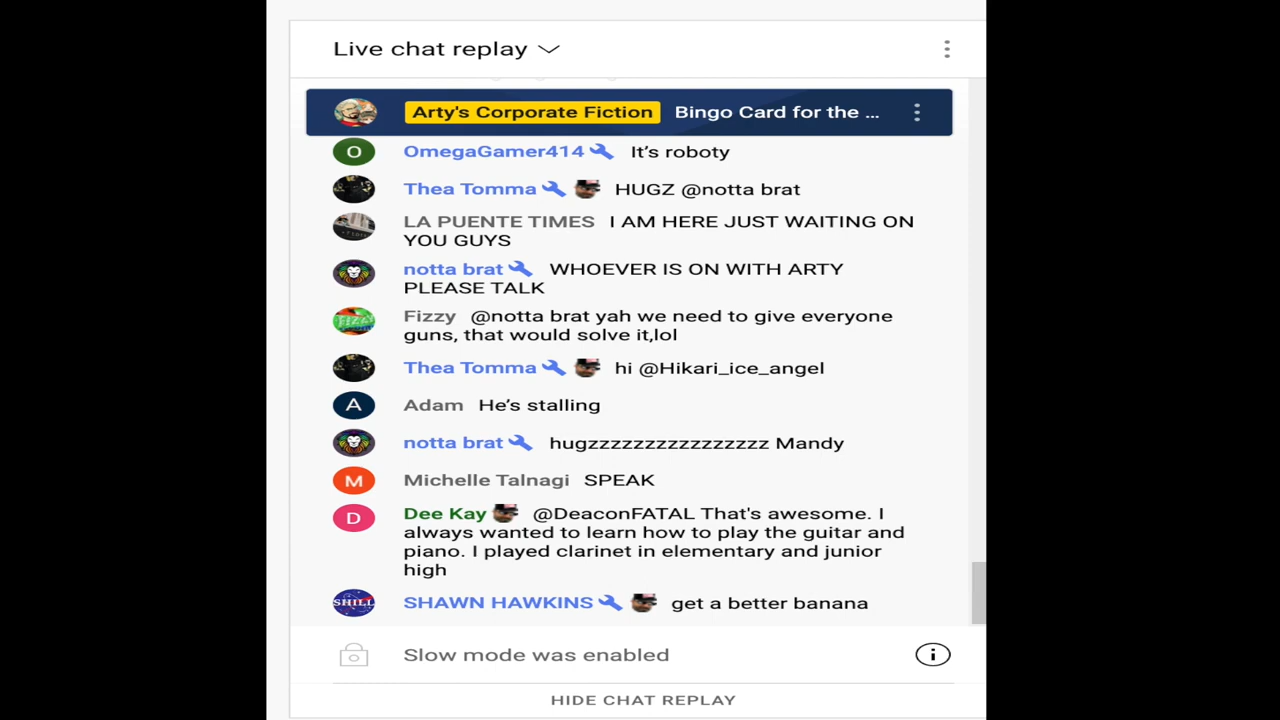 Live chat replay
Arty's Corporate Fiction Bingo Card for the ...
O OmegaGamer414 It's roboty
Thea Tomma HUGZ @notta brat
LA PUENTE TIMES I AM HERE JUST WAITING ON
YOU GUYS
notta brat WHOEVER IS ON WITH ARTY
PLEASE TALK
Fizzy @notta brat yah we need to give everyone
guns, that would solve it,lol
Thea Tomma hi @Hikari_ice_angel
A Adam He's stalling
notta brat hugzzzzzzzzzzzzzzzzz Mandy
M Michelle Talnagi SPEAK
D Dee Kay @DeaconFATAL That's awesome. I
always wanted to learn how to play the guitar and
piano. I played clarinet in elementary and junior
high
SHILL SHAWN HAWKINS get a better banana
Slow mode was enabled
HIDE CHAT REPLAY